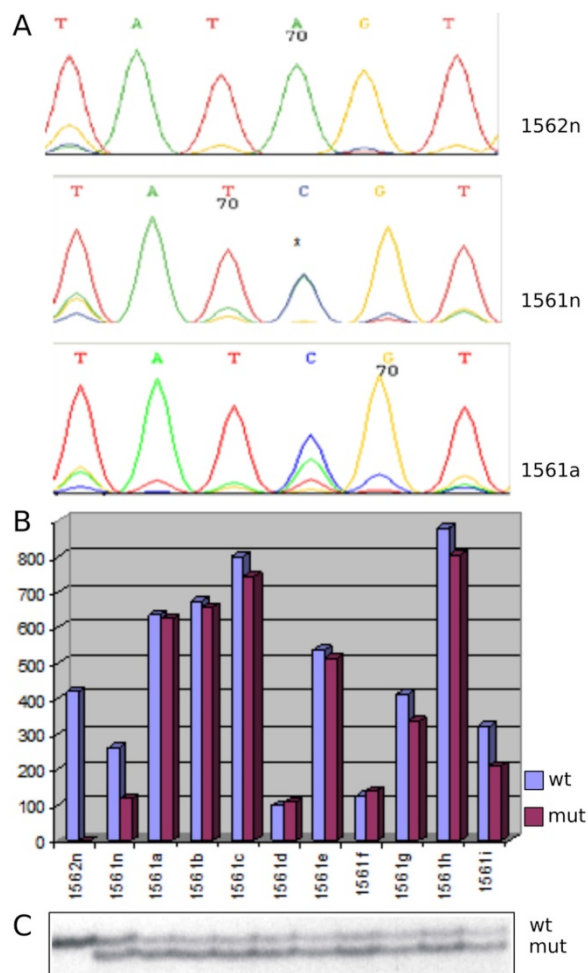 A
T A T A G T
70
1562n
T A T C G T
70
*
1561n
T A T C G T
70
1561a
B
800
700
600
500
400
300
200
100
0
wt
mut
1562n 1561n 1561a 1561b 1561c 1561d 1561e 1561f 1561g 1561h 1561i
C
wt
mut